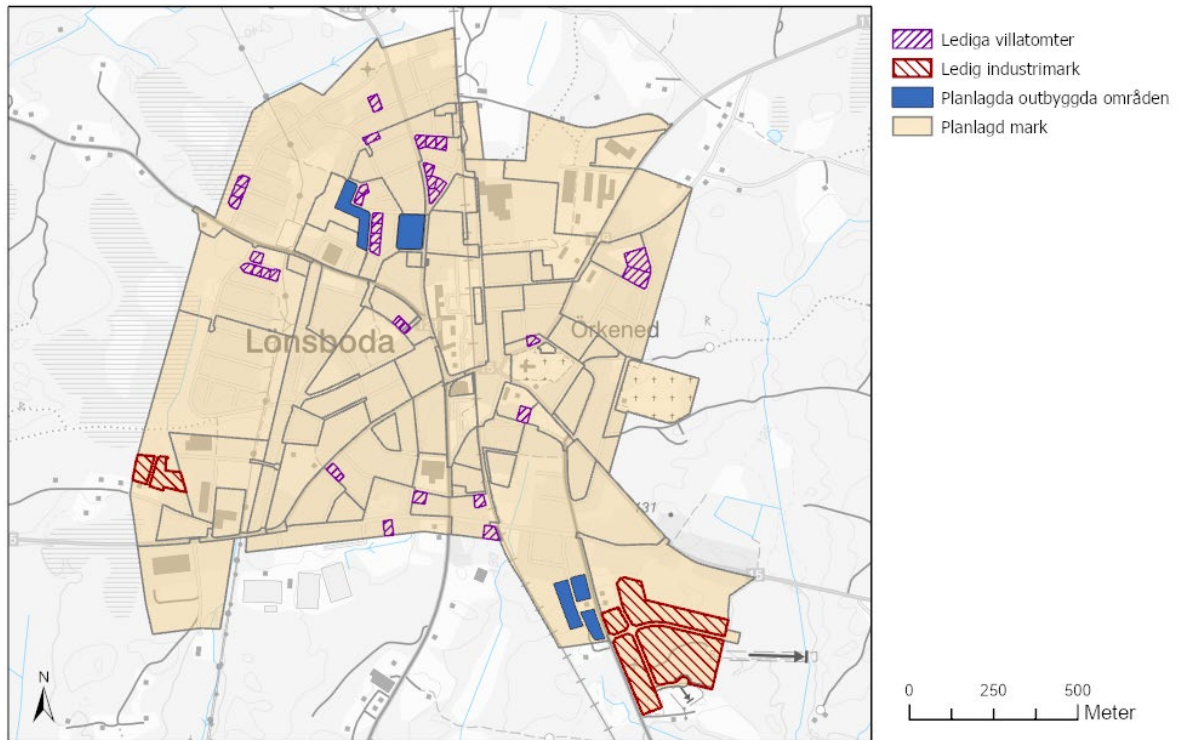 Lediga villatomter
Ledig industrimark
Planlagda outbyggda områden
Planlagd mark
Lönsboda
Örkened
131
15
N
0 250 500
Meter